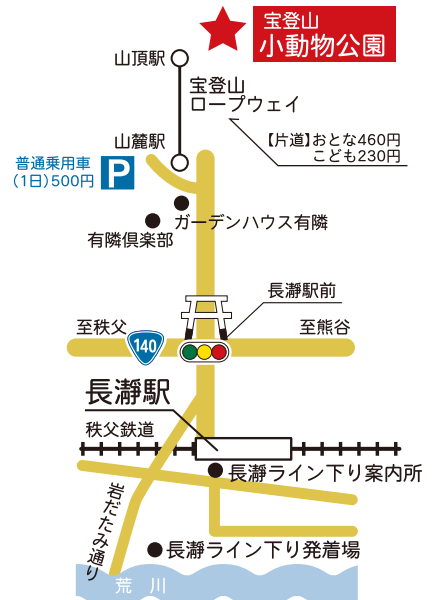 宝登山
小動物公園
山頂駅
宝登山
ロープウェイ
【片道】おとな460円
こども230円
山麓駅
普通乗用車
(1日)500円
P
ガーデンハウス有隣
有隣倶楽部
長瀞駅前
至秩父
至熊谷
140
長瀞駅
秩父鉄道
長瀞ライン下り案内所
岩だたみ通り
長瀞ライン下り発着場
荒 川